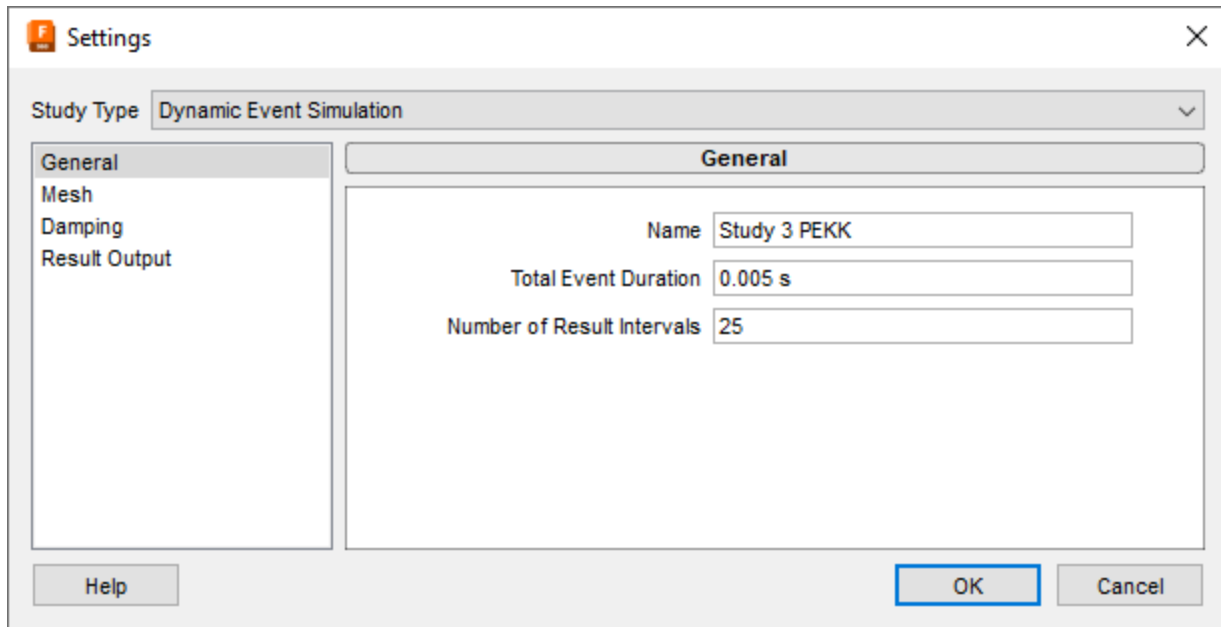 Settings
Study Type Dynamic Event Simulation
General
Mesh
Damping
Result Output
General
Name Study 3 PEKK
Total Event Duration 0.005 s
Number of Result Intervals 25
Help OK Cancel